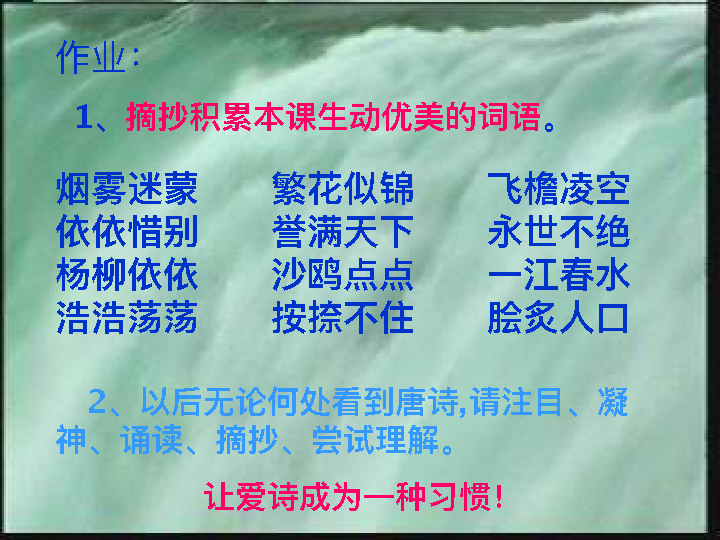 作业：
1、摘抄积累本课生动优美的词语。
烟雾迷蒙 繁花似锦 飞檐凌空
依依惜别 誉满天下 永世不绝
杨柳依依 沙鸥点点 一江春水
浩浩荡荡 按捺不住 脍炙人口
2、以后无论何处看到唐诗,请注目、凝
神、诵读、摘抄、尝试理解。
让爱诗成为一种习惯！